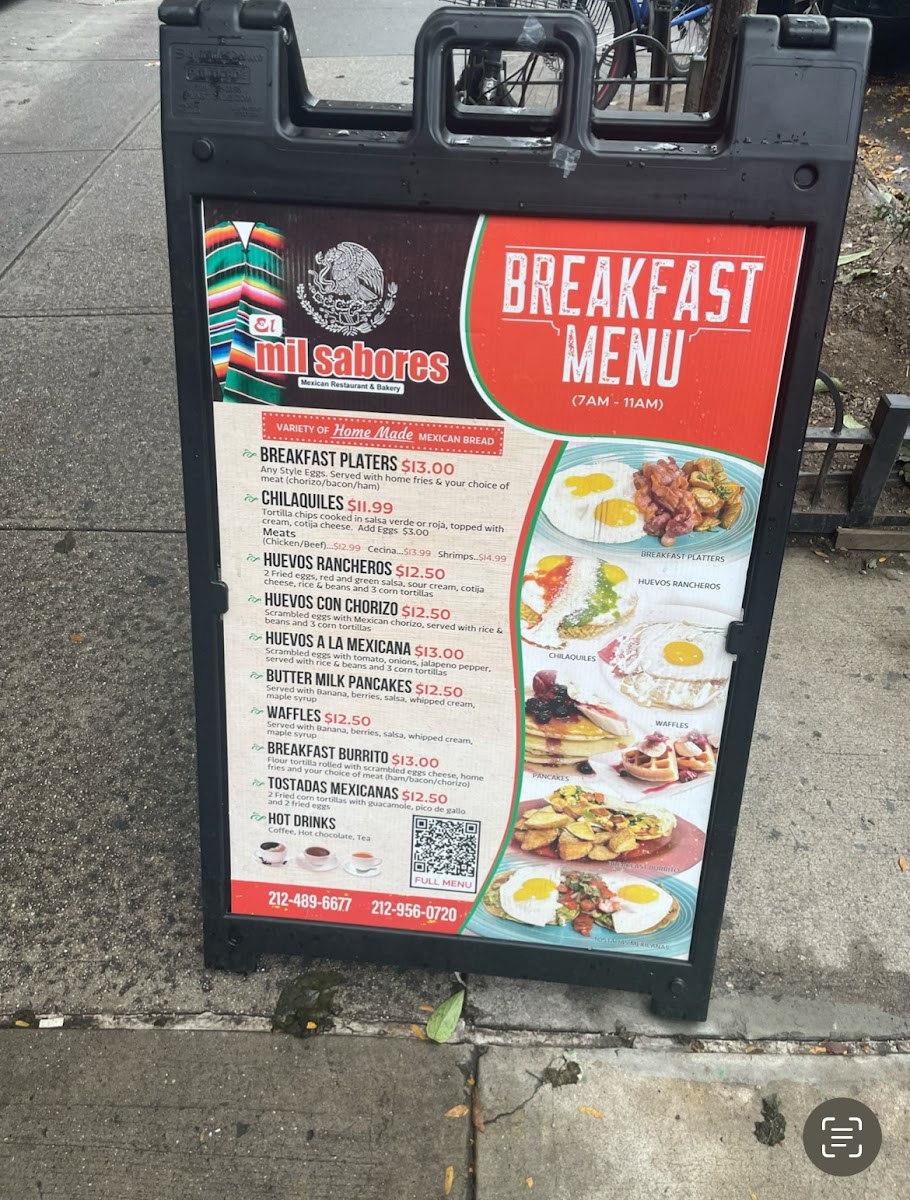 El
mil sabores
Mexican Restaurant & Bakery
BREAKFAST
MENU
(7AM - 11AM)
VARIETY OF Home Made MEXICAN BREAD
BREAKFAST PLATERS $13.00
Any Style Eggs. Served with home fries & your choice of
meat (chorizo/bacon/ham)
CHILAQUILES $11.99
Tortilla chips cooked in salsa verde or roja, topped with
cream, cotija cheese. Add Eggs $3.00
Meats
(Chicken/Beef)...$12.99 Cecina...$13.99 Shrimps..$14.99
HUEVOS RANCHEROS $12.50
2 Fried eggs, red and green salsa, sour cream, cotija
cheese, rice & beans and 3 corn tortillas
HUEVOS CON CHORIZO $12.50
Scrambled eggs with Mexican chorizo, served with rice &
beans and 3 corn tortillas
HUEVOS A LA MEXICANA $13.00
Scrambled eggs with tomato, onions, jalapeno pepper,
served with rice & beans and 3 corn tortillas
BUTTER MILK PANCAKES $12.50
Served with Banana, berries, salsa, whipped cream,
maple syrup
WAFFLES $12.50
Served with Banana, berries, salsa, whipped cream,
maple syrup
BREAKFAST BURRITO $13.00
Flour tortilla rolled with scrambled eggs cheese, home
fries and your choice of meat (ham/bacon/chorizo)
TOSTADAS MEXICANAS $12.50
2 Fried corn tortillas with guacamole, pico de gallo
and 2 fried eggs
HOT DRINKS
Coffee, Hot chocolate, Tea
FULL MENU
212-489-6677 212-956-0720
BREAKFAST PLATTERS
HUEVOS RANCHEROS
CHILAQUILES
WAFFLES
PANCAKES
BREAKFAST BURRITO
TOSTADAS MEXICANAS